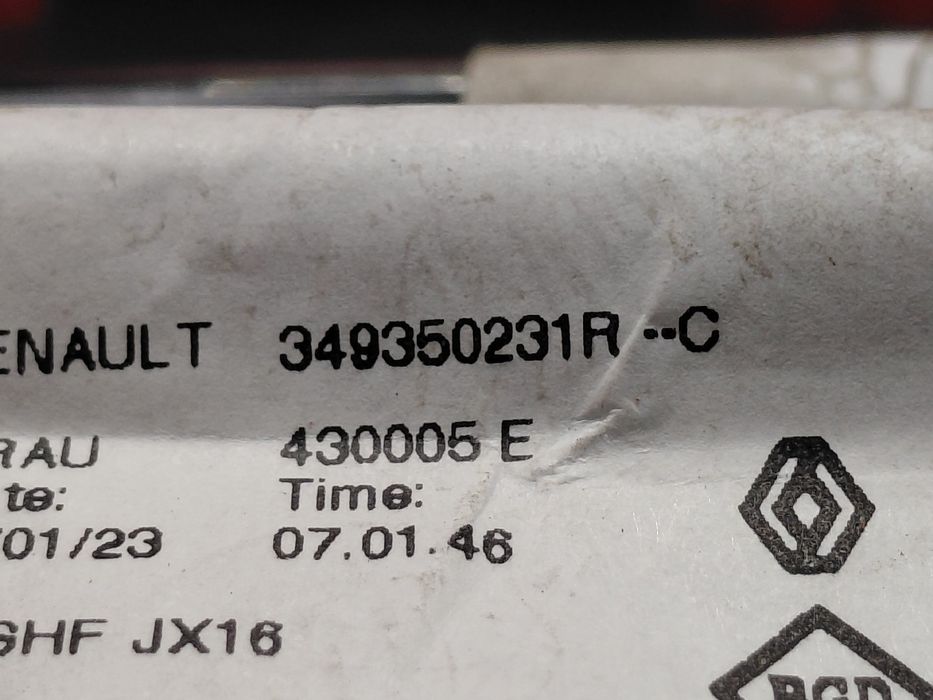 ENAULT 349350231R --C
RAU 430005 E
te: Time:
/01/23 07.01.46
GHF JX16